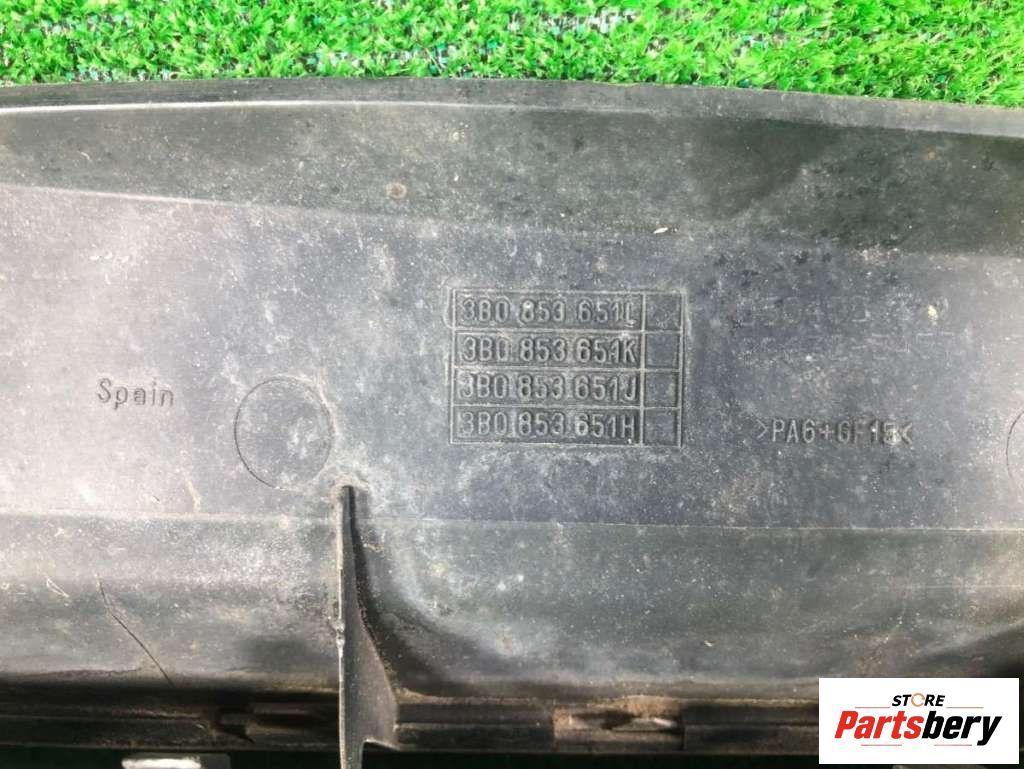 3B0 853 651L
3B0 853 651K
3B0 853 651J
3B0 853 651H
Spain
>PA6+GF15<
STORE
Partsbery